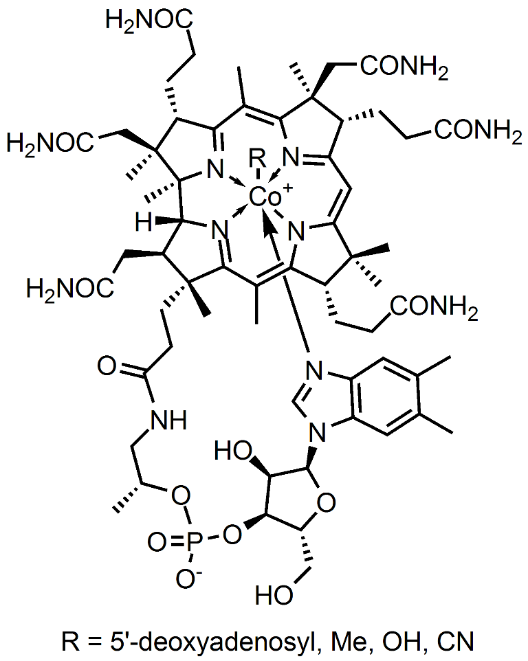 H₂NOC
CONH₂
H₂NOC
CONH₂
R
N
N
Co⁺
H
N
N
H₂NOC
CONH₂
O
N
NH
N
HO
O
O
O=P
O
O⁻
HO
R = 5'-deoxyadenosyl, Me, OH, CN